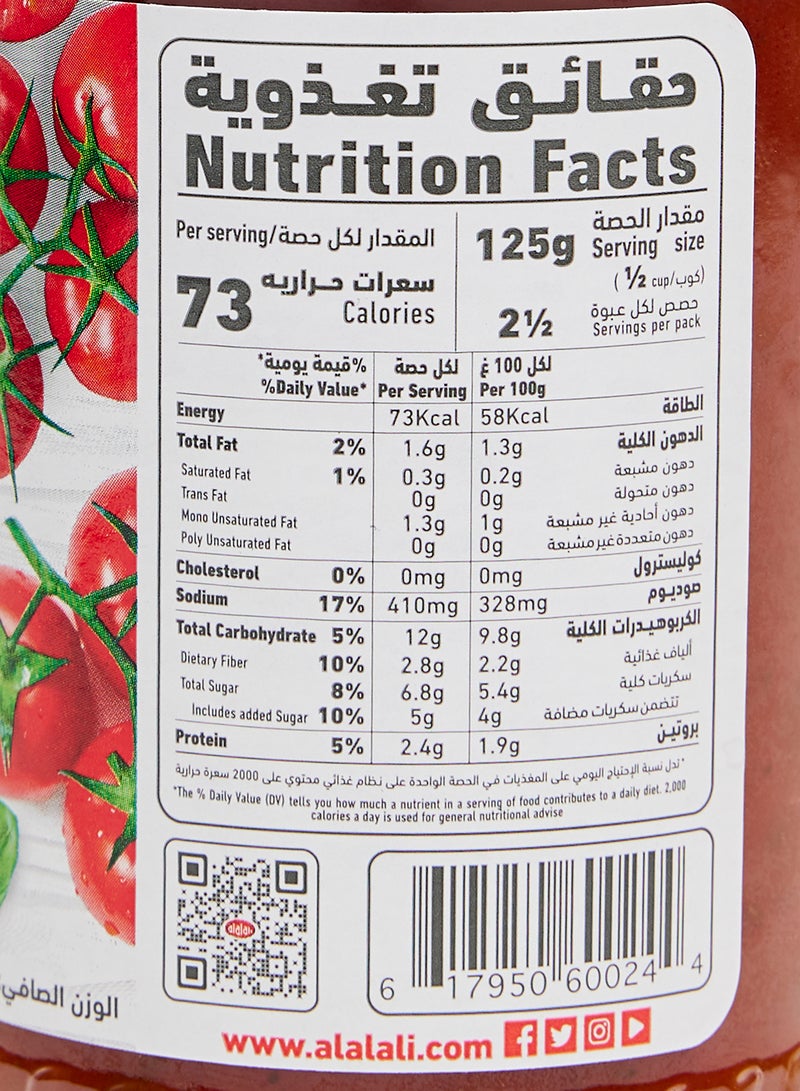 حقائق تغذوية
Nutrition Facts
المقدار لكل حصة/Per serving
سعرات حراريه
73 Calories
مقدار الحصة
125g Serving size
(كوب/cup ½ )
حصص لكل عبوة
2½ Servings per pack
%قيمة يومية* لكل حصة لكل 100 غ
%Daily Value* Per Serving Per 100g
Energy 73Kcal 58Kcal الطاقة
Total Fat 2% 1.6g 1.3g الدهون الكلية
Saturated Fat 1% 0.3g 0.2g دهون مشبعة
Trans Fat 0g 0g دهون متحولة
Mono Unsaturated Fat 1.3g 1g دهون أحادية غير مشبعة
Poly Unsaturated Fat 0g 0g دهون متعددة غير مشبعة
Cholesterol 0% 0mg 0mg كوليسترول
Sodium 17% 410mg 328mg صوديوم
Total Carbohydrate 5% 12g 9.8g الكربوهيدرات الكلية
Dietary Fiber 10% 2.8g 2.2g ألياف غذائية
Total Sugar 8% 6.8g 5.4g سكريات كلية
Includes added Sugar 10% 5g 4g تتضمن سكريات مضافة
Protein 5% 2.4g 1.9g بروتين
*تدل نسبة الإحتياج اليومي على المغذيات في الحصة الواحدة على نظام غذائي محتوي على 2000 سعرة حرارية
*The % Daily Value (DV) tells you how much a nutrient in a serving of food contributes to a daily diet. 2,000
calories a day is used for general nutritional advise
alalali
6 17950 60024 4
الوزن الصافي
www.alalali.com